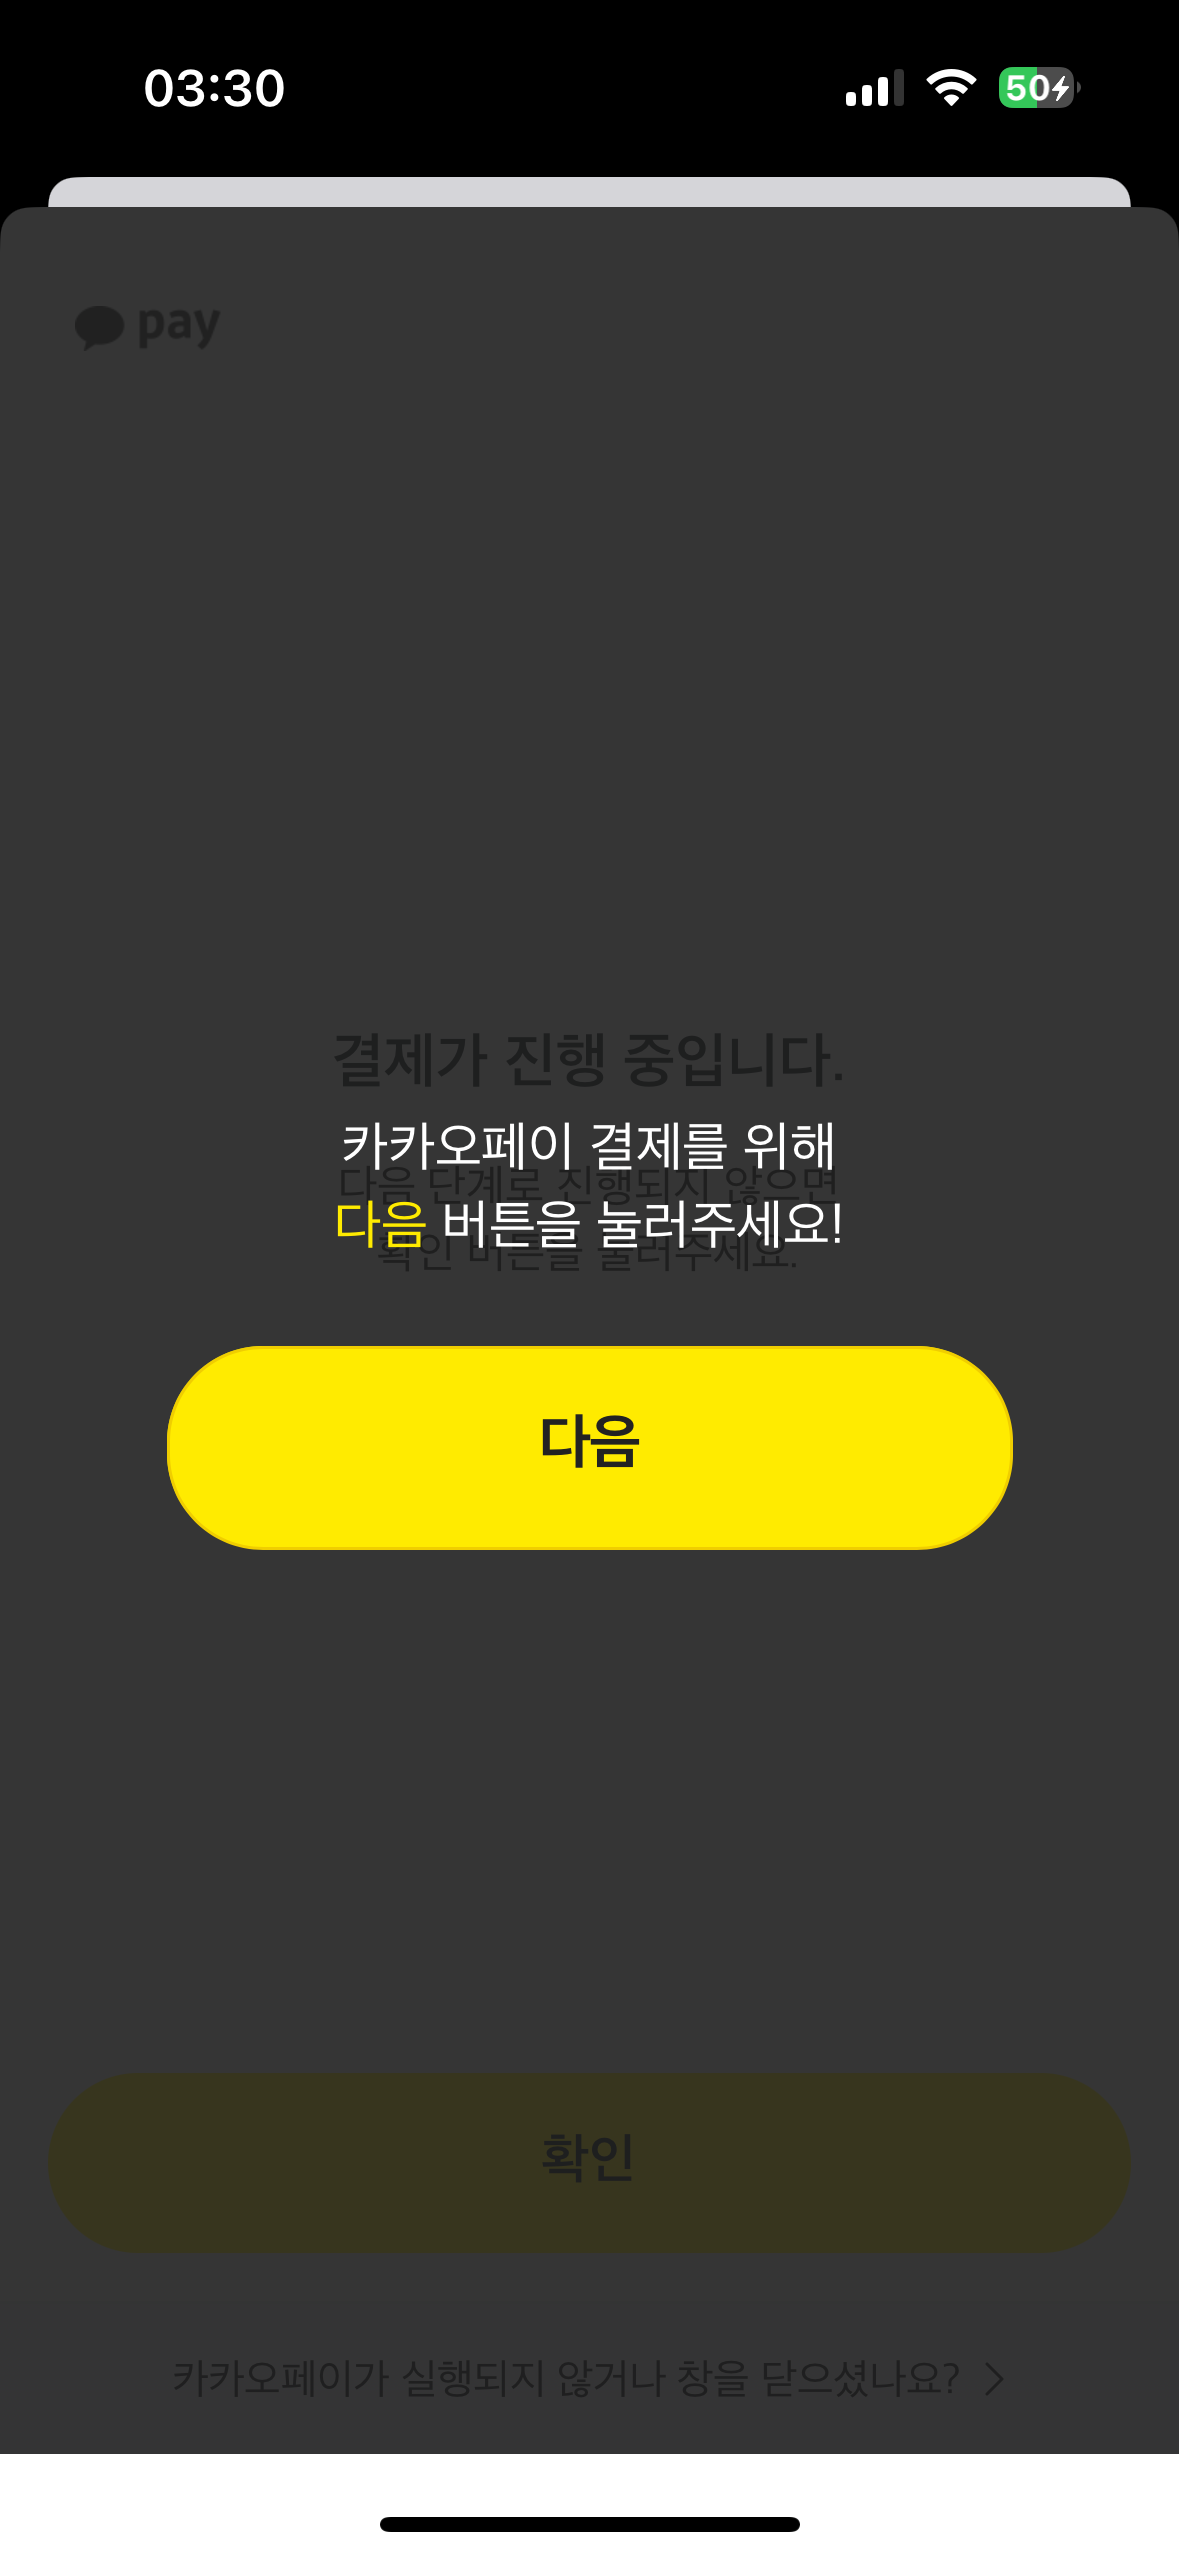 03:30
50
pay
결제가 진행 중입니다.
카카오페이 결제를 위해
다음 단계로 진행되지 않으면
다음 버튼을 눌러주세요!
확인 버튼을 눌러주세요.
다음
확인
카카오페이가 실행되지 않거나 창을 닫으셨나요?